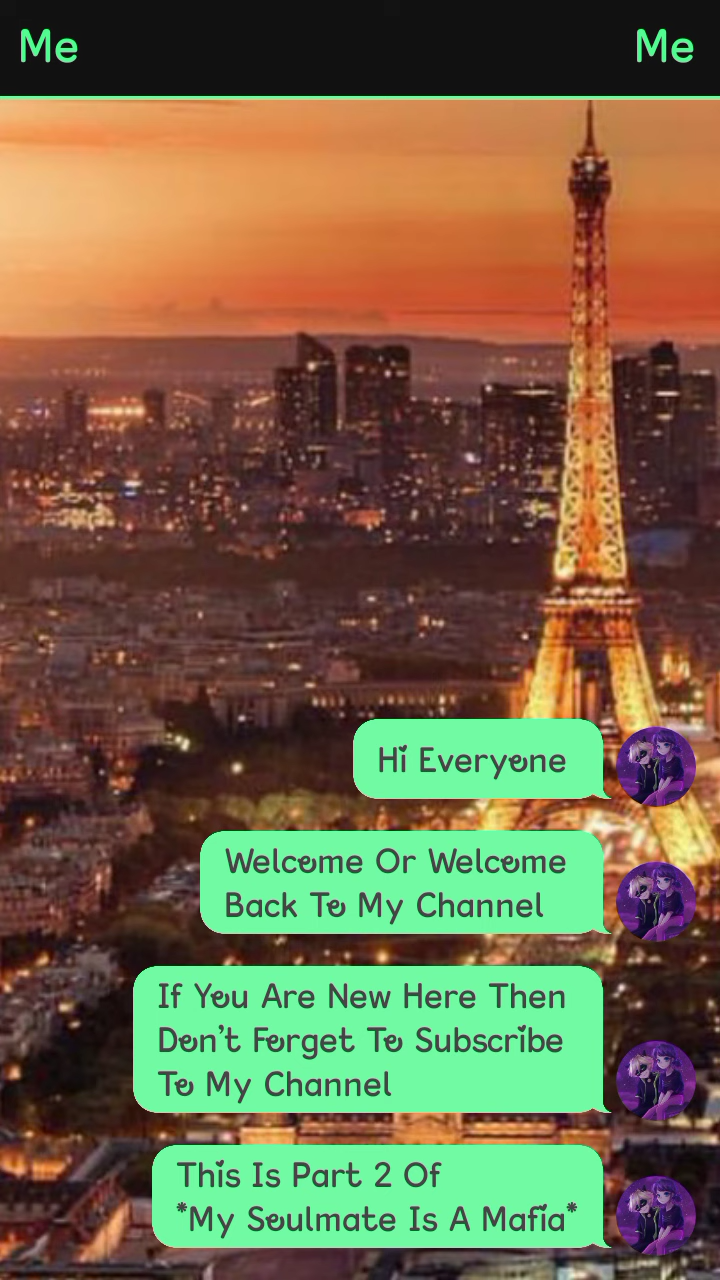 Me Me
Hi Everyone
Welcome Or Welcome
Back To My Channel
If You Are New Here Then
Don't Forget To Subscribe
To My Channel
This Is Part 2 Of
*My Soulmate Is A Mafia*